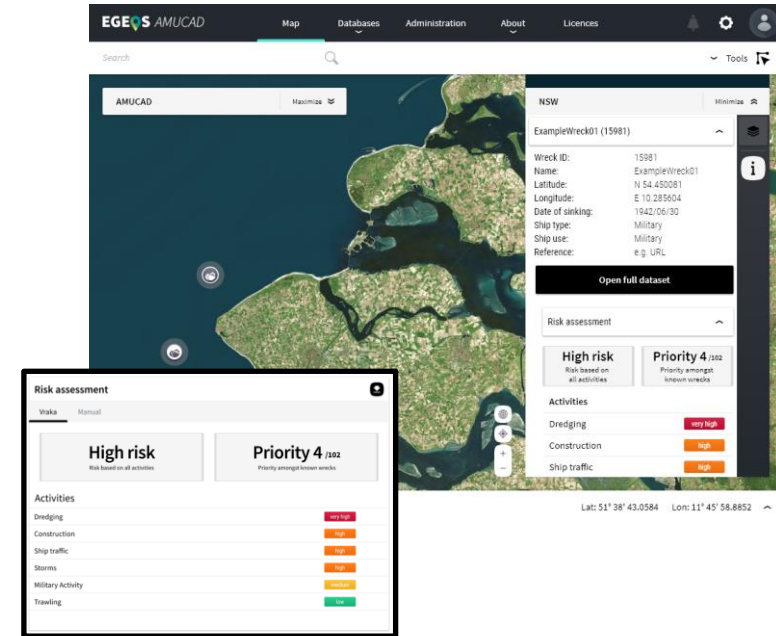 EGEOS AMUCAD Map Databases Administration About Licences
Search Tools
AMUCAD Maximize
NSW Minimize
ExampleWreck01 (15981)
Wreck ID: 15981
Name: ExampleWreck01
Latitude: N 54.450081
Longitude: E 10.285604
Date of sinking: 1942/06/30
Ship type: Military
Ship use: Military
Reference: e.g. URL
Open full dataset
Risk assessment
High risk
Risk based on
all activities
Priority 4 /102
Priority amongst
known wrecks
Activities
Dredging very high
Construction high
Ship traffic high
Lat: 51° 38' 43.0584 Lon: 11° 45' 58.8852
Risk assessment
Vraka Manual
High risk
Risk based on all activities
Priority 4 /102
Priority amongst known wrecks
Activities
Dredging very high
Construction high
Ship traffic high
Storms high
Military Activity medium
Trawling low